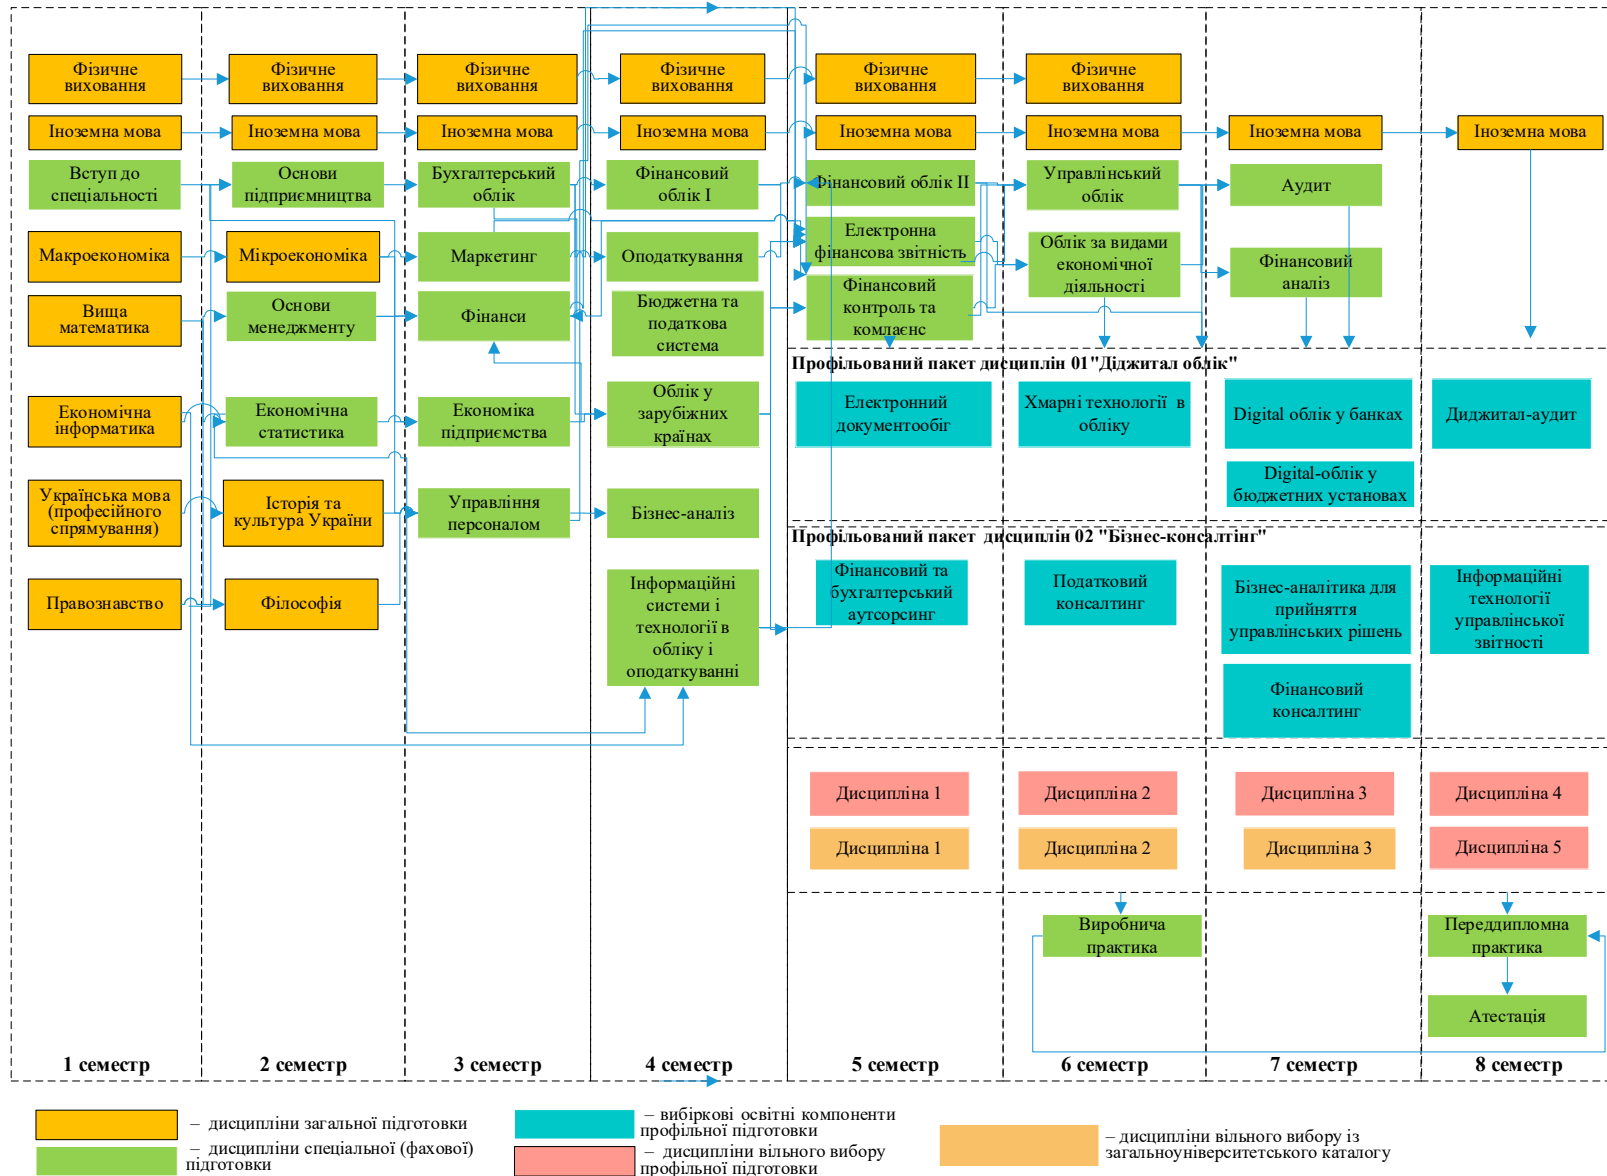 Фізичне
виховання
Фізичне
виховання
Фізичне
виховання
Фізичне
виховання
Фізичне
виховання
Фізичне
виховання
Іноземна мова
Іноземна мова
Іноземна мова
Іноземна мова
Іноземна мова
Іноземна мова
Іноземна мова
Іноземна мова
Вступ до
спеціальності
Основи
підприємництва
Бухгалтерський
облік
Фінансовий
облік І
Фінансовий облік ІІ
Управлінський
облік
Аудит
Макроекономіка
Мікроекономіка
Маркетинг
Оподаткування
Електронна
фінансова звітність
Облік за видами
економічної
діяльності
Фінансовий
аналіз
Вища
математика
Основи
менеджменту
Фінанси
Бюджетна та
податкова
система
Фінансовий
контроль та
комлаєнс
Профільований пакет дисциплін 01"Діджитал облік"
Економічна
інформатика
Економічна
статистика
Економіка
підприємства
Облік у
зарубіжних
країнах
Електронний
документообіг
Хмарні технології в
обліку
Digital облік у банках
Диджитал-аудит
Digital-облік у
бюджетних установах
Українська мова
(професійного
спрямування)
Історія та
культура України
Управління
персоналом
Бізнес-аналіз
Профільований пакет дисциплін 02 "Бізнес-консалтінг"
Правознавство
Філософія
Інформаційні
системи і
технології в
обліку і
оподаткуванні
Фінансовий та
бухгалтерський
аутсорсинг
Податковий
консалтинг
Бізнес-аналітика для
прийняття
управлінських рішень
Інформаційні
технології
управлінської
звітності
Фінансовий
консалтинг
Дисципліна 1
Дисципліна 2
Дисципліна 3
Дисципліна 4
Дисципліна 1
Дисципліна 2
Дисципліна 3
Дисципліна 5
Виробнича
практика
Переддипломна
практика
Атестація
1 семестр
2 семестр
3 семестр
4 семестр
5 семестр
6 семестр
7 семестр
8 семестр
– дисципліни загальної підготовки
– дисципліни спеціальної (фахової)
підготовки
– вибіркові освітні компоненти
профільної підготовки
– дисципліни вільного вибору
профільної підготовки
– дисципліни вільного вибору із
загальноуніверситетського каталогу